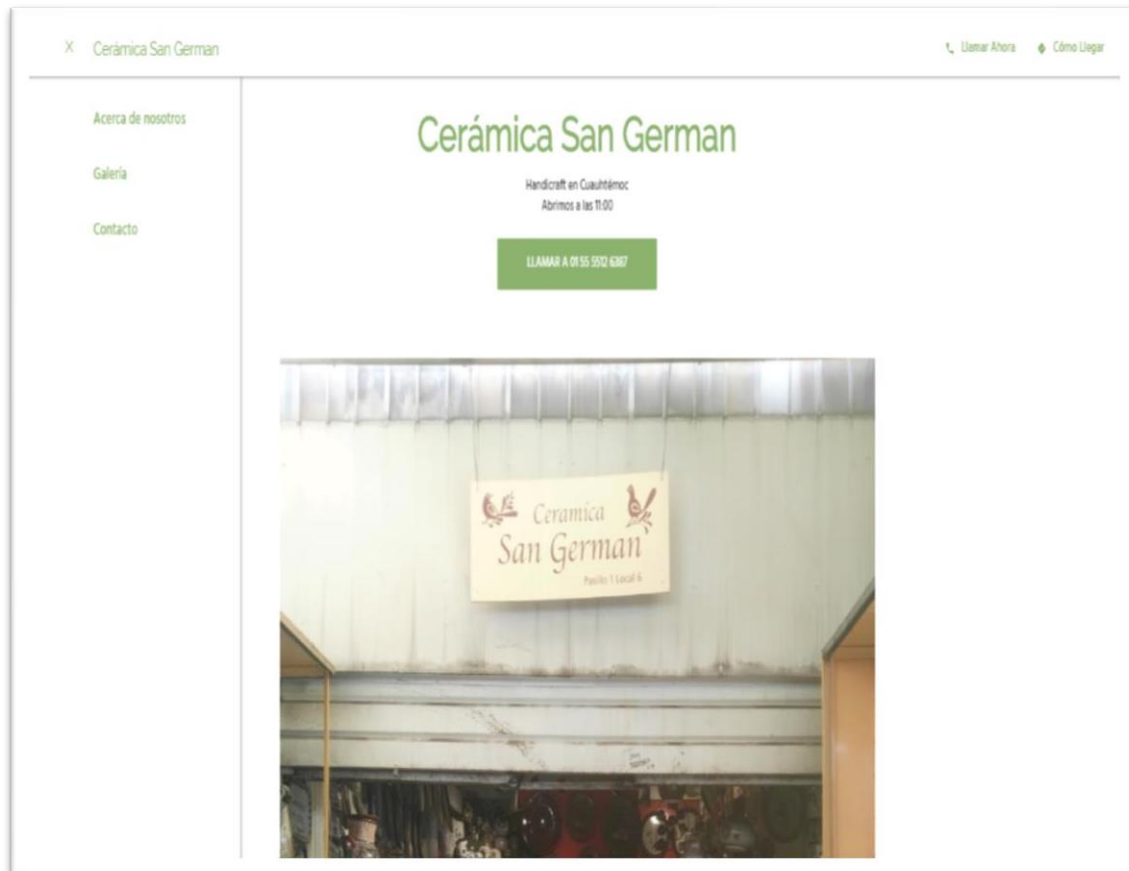 X Cerámica San German
Llamar Ahora Cómo Llegar
Acerca de nosotros
Galería
Contacto
Cerámica San German
Handicraft en Cuauhtémoc
Abrimos a las 11:00
LLAMAR A 01 55 5512 6387
Ceramica
San German
Pasillo 1 Local 6